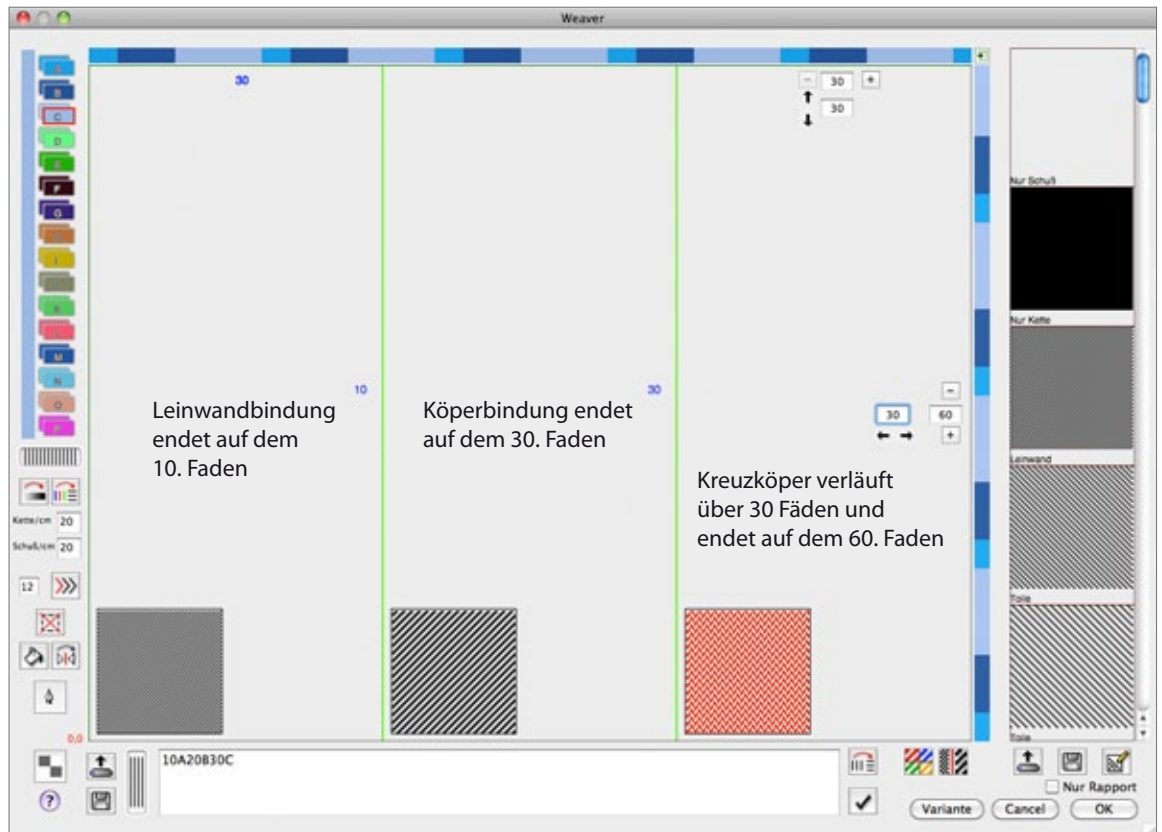 Weaver
A
B
C
D
F
G
I
K
M
N
O
30
- 30 +
30
10
30
-
30 60
+
Leinwandbindung
endet auf dem
10. Faden
Köperbindung endet
auf dem 30. Faden
Kreuzköper verläuft
über 30 Fäden und
endet auf dem 60. Faden
Nur Schuß
Nur Kette
Leinwand
Toile
Toile
Kette/cm 20
Schuß/cm 20
12
0,0
10A20B30C
?
Nur Rapport
Variante Cancel OK